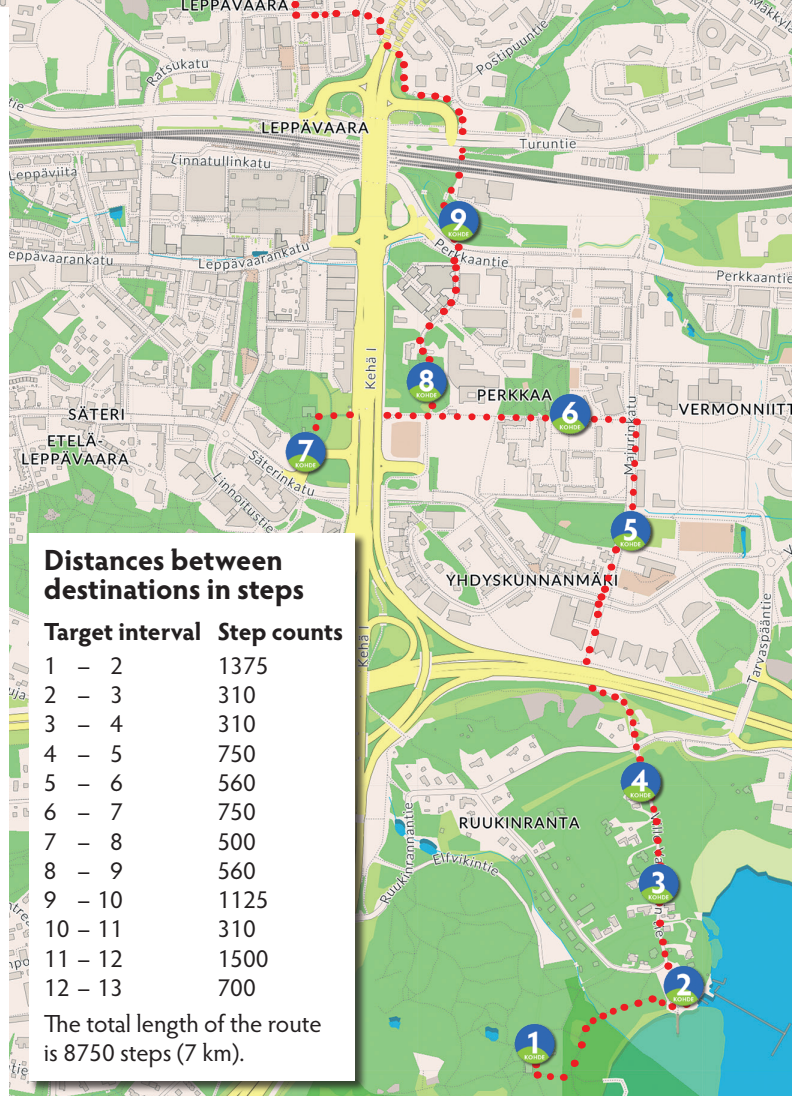 LEPPÄVAARA
Postipuuntie
Ratsukatu
LEPPÄVAARA
Turuntie
Linnatullinkatu
Leppäviita
9
KOHDE
Perkkaantie
Leppävaarankatu
Perkkaantie
Kehä I
8
KOHDE
PERKKAA
6
KOHDE
SÄTERI
VERMONNIITT
Majurinkatu
ETELÄ-
LEPPÄVAARA
7
KOHDE
Säterinkatu
Linnoitustie
5
KOHDE
YHDYSKUNNANMÄKI
Tarvaspääntie
Kehä I
Distances between
destinations in steps
Target interval Step counts
1 – 2 1375
2 – 3 310
3 – 4 310
4 – 5 750
5 – 6 560
6 – 7 750
7 – 8 500
8 – 9 560
9 – 10 1125
10 – 11 310
11 – 12 1500
12 – 13 700
The total length of the route
is 8750 steps (7 km).
4
KOHDE
RUUKINRANTA
Ruukinrannantie
Elfvikintie
3
KOHDE
2
KOHDE
1
KOHDE